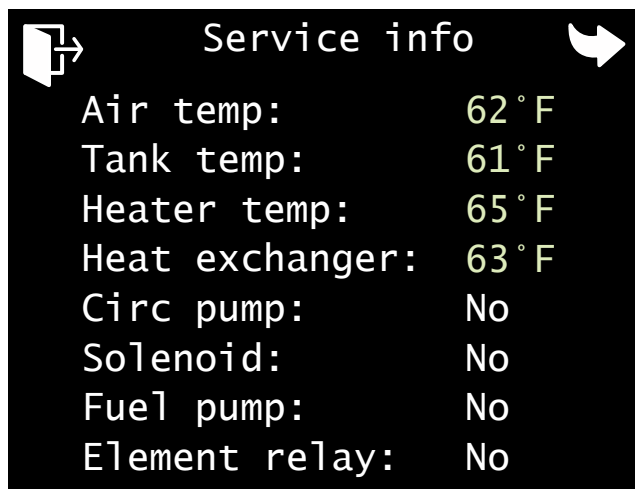 Service info
Air temp: 62°F
Tank temp: 61°F
Heater temp: 65°F
Heat exchanger: 63°F
Circ pump: No
Solenoid: No
Fuel pump: No
Element relay: No